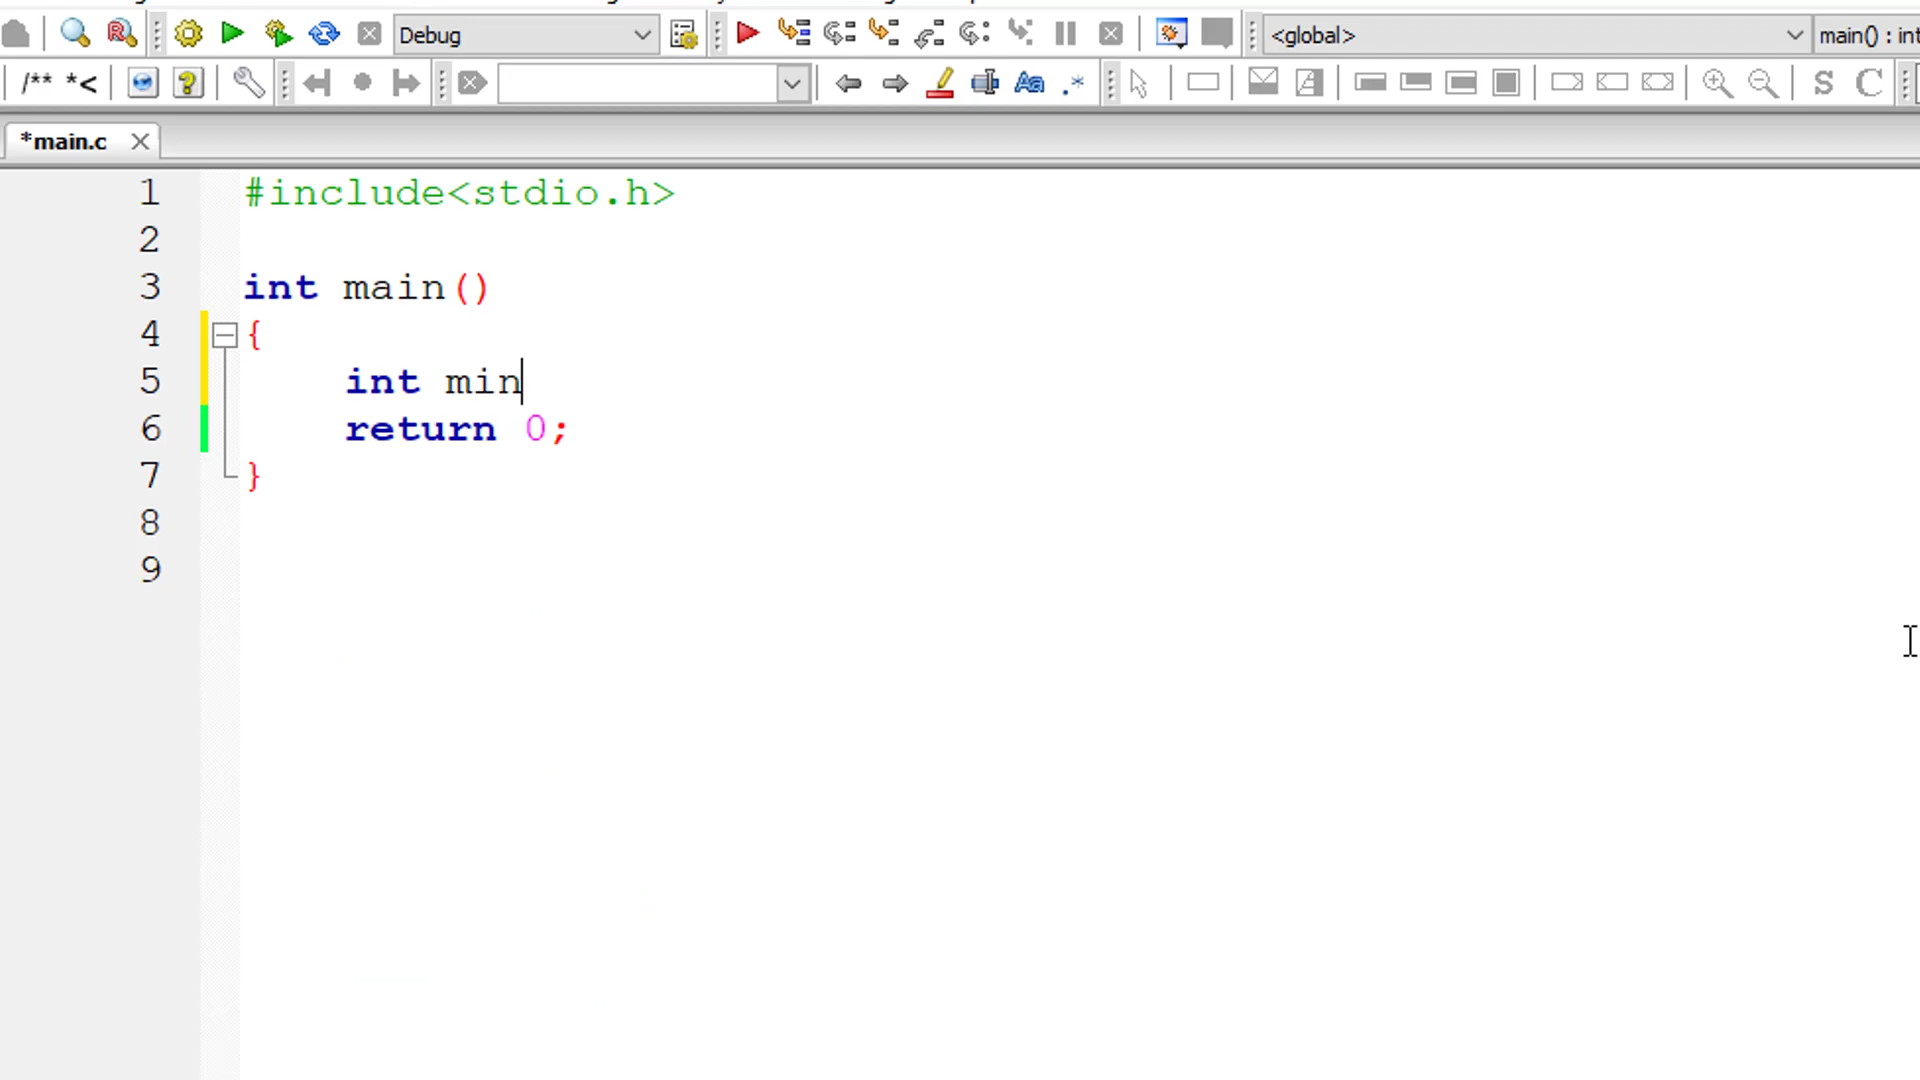 Debug
<global>
main() : int
/** *<
Aa
.*
S
C
*main.c
1 #include<stdio.h>
2
3 int main()
4 {
5 int min
6 return 0;
7 }
8
9